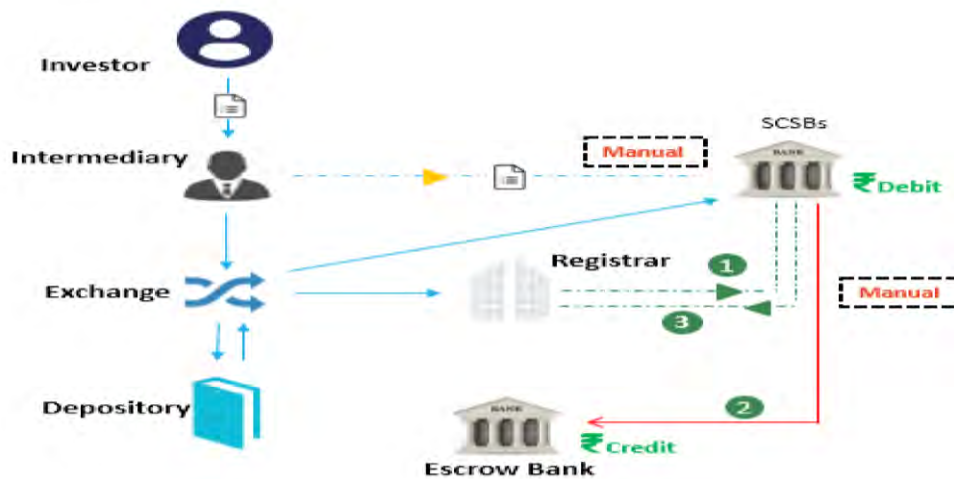 Investor
SCSBs
Manual
Intermediary
BANK
₹Debit
Registrar
1
Exchange
Manual
3
Depository
2
BANK
₹Credit
Escrow Bank